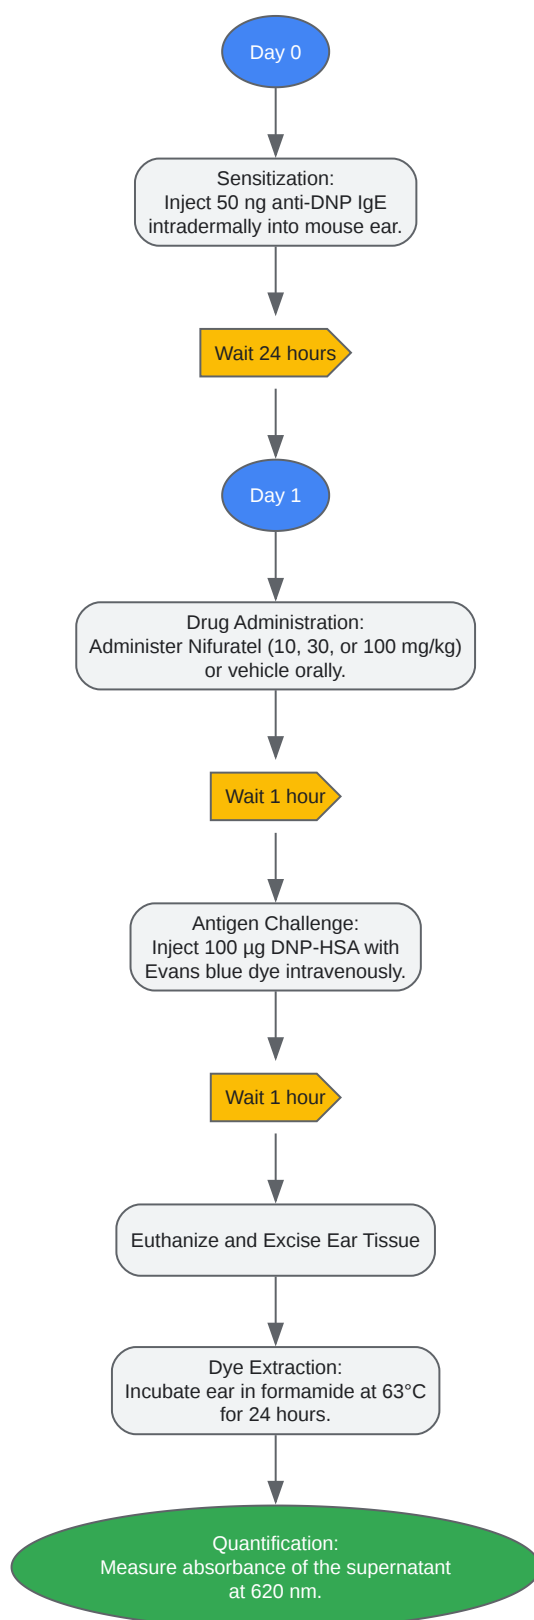 Day 0
Sensitization:
Inject 50 ng anti-DNP IgE
intradermally into mouse ear.
Wait 24 hours
Day 1
Drug Administration:
Administer Nifuratel (10, 30, or 100 mg/kg)
or vehicle orally.
Wait 1 hour
Antigen Challenge:
Inject 100 µg DNP-HSA with
Evans blue dye intravenously.
Wait 1 hour
Euthanize and Excise Ear Tissue
Dye Extraction:
Incubate ear in formamide at 63°C
for 24 hours.
Quantification:
Measure absorbance of the supernatant
at 620 nm.